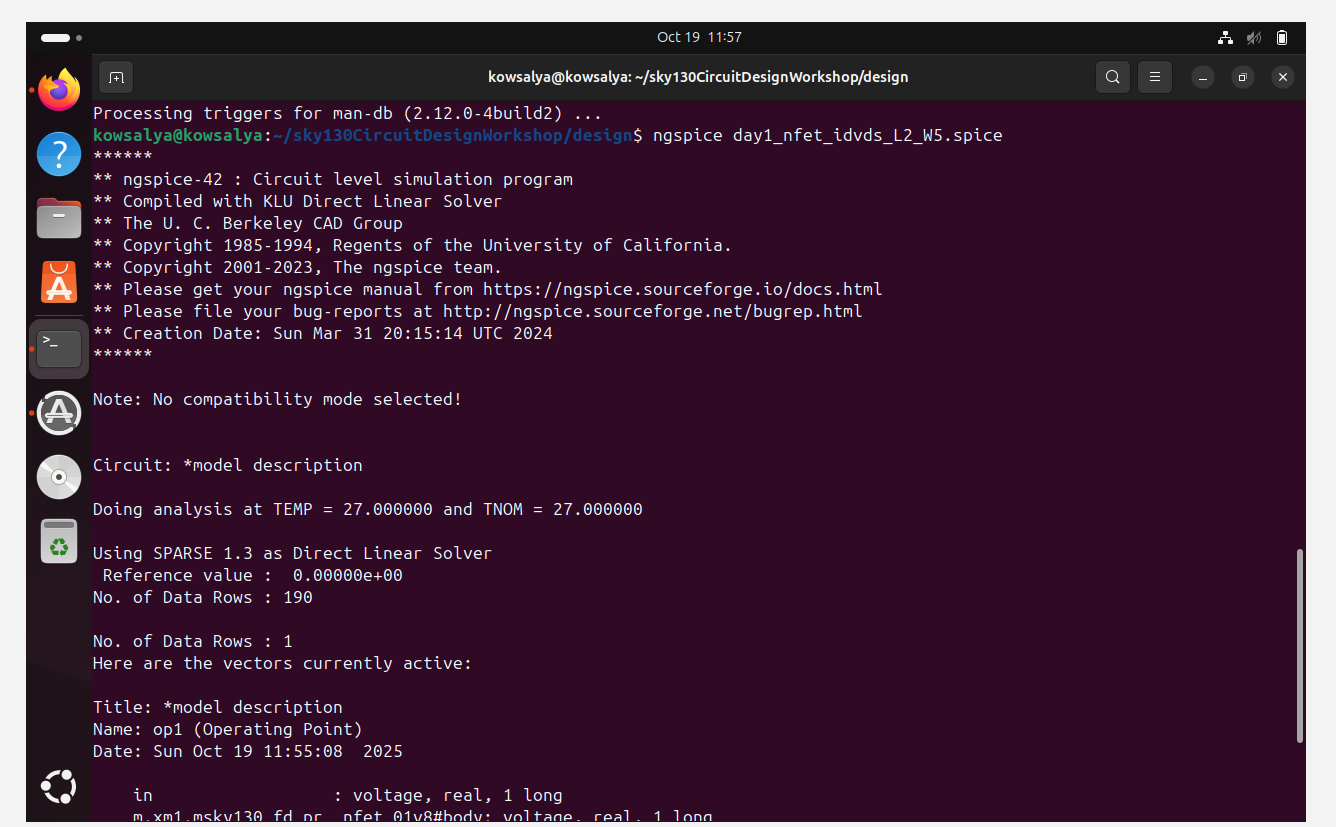 Oct 19 11:57
kowsalya@kowsalya: ~/sky130CircuitDesignWorkshop/design
Processing triggers for man-db (2.12.0-4build2) ...
kowsalya@kowsalya:~/sky130CircuitDesignWorkshop/design$ ngspice day1_nfet_idvds_L2_W5.spice
******
** ngspice-42 : Circuit level simulation program
** Compiled with KLU Direct Linear Solver
** The U. C. Berkeley CAD Group
** Copyright 1985-1994, Regents of the University of California.
** Copyright 2001-2023, The ngspice team.
** Please get your ngspice manual from https://ngspice.sourceforge.io/docs.html
** Please file your bug-reports at http://ngspice.sourceforge.net/bugrep.html
** Creation Date: Sun Mar 31 20:15:14 UTC 2024
******
Note: No compatibility mode selected!
Circuit: *model description
Doing analysis at TEMP = 27.000000 and TNOM = 27.000000
Using SPARSE 1.3 as Direct Linear Solver
Reference value :  0.00000e+00
No. of Data Rows : 190
No. of Data Rows : 1
Here are the vectors currently active:
Title: *model description
Name: op1 (Operating Point)
Date: Sun Oct 19 11:55:08  2025
in                  : voltage, real, 1 long
m.xm1.msky130_fd_pr__nfet_01v8#body: voltage, real, 1 long